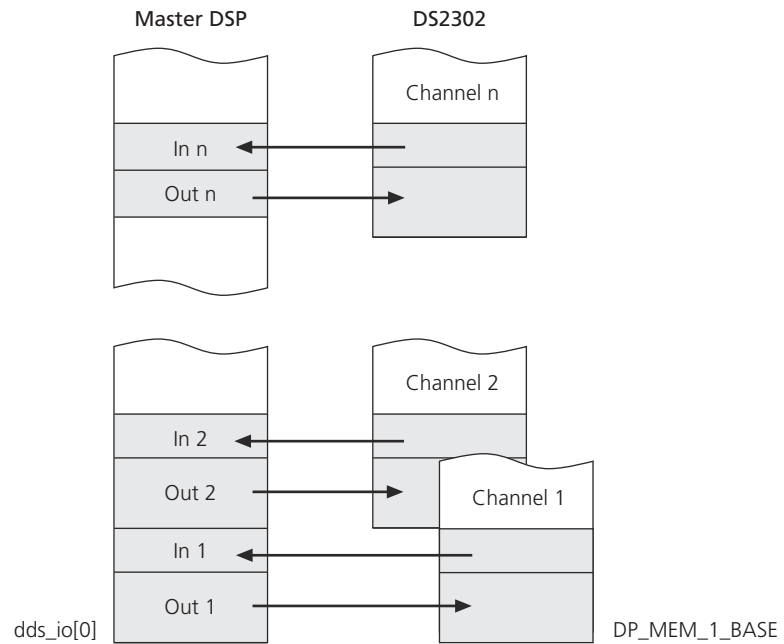 Master DSP
DS2302
Channel n
In n
Out n
Channel 2
In 2
Out 2
Channel 1
In 1
Out 1
dds_io[0]
DP_MEM_1_BASE